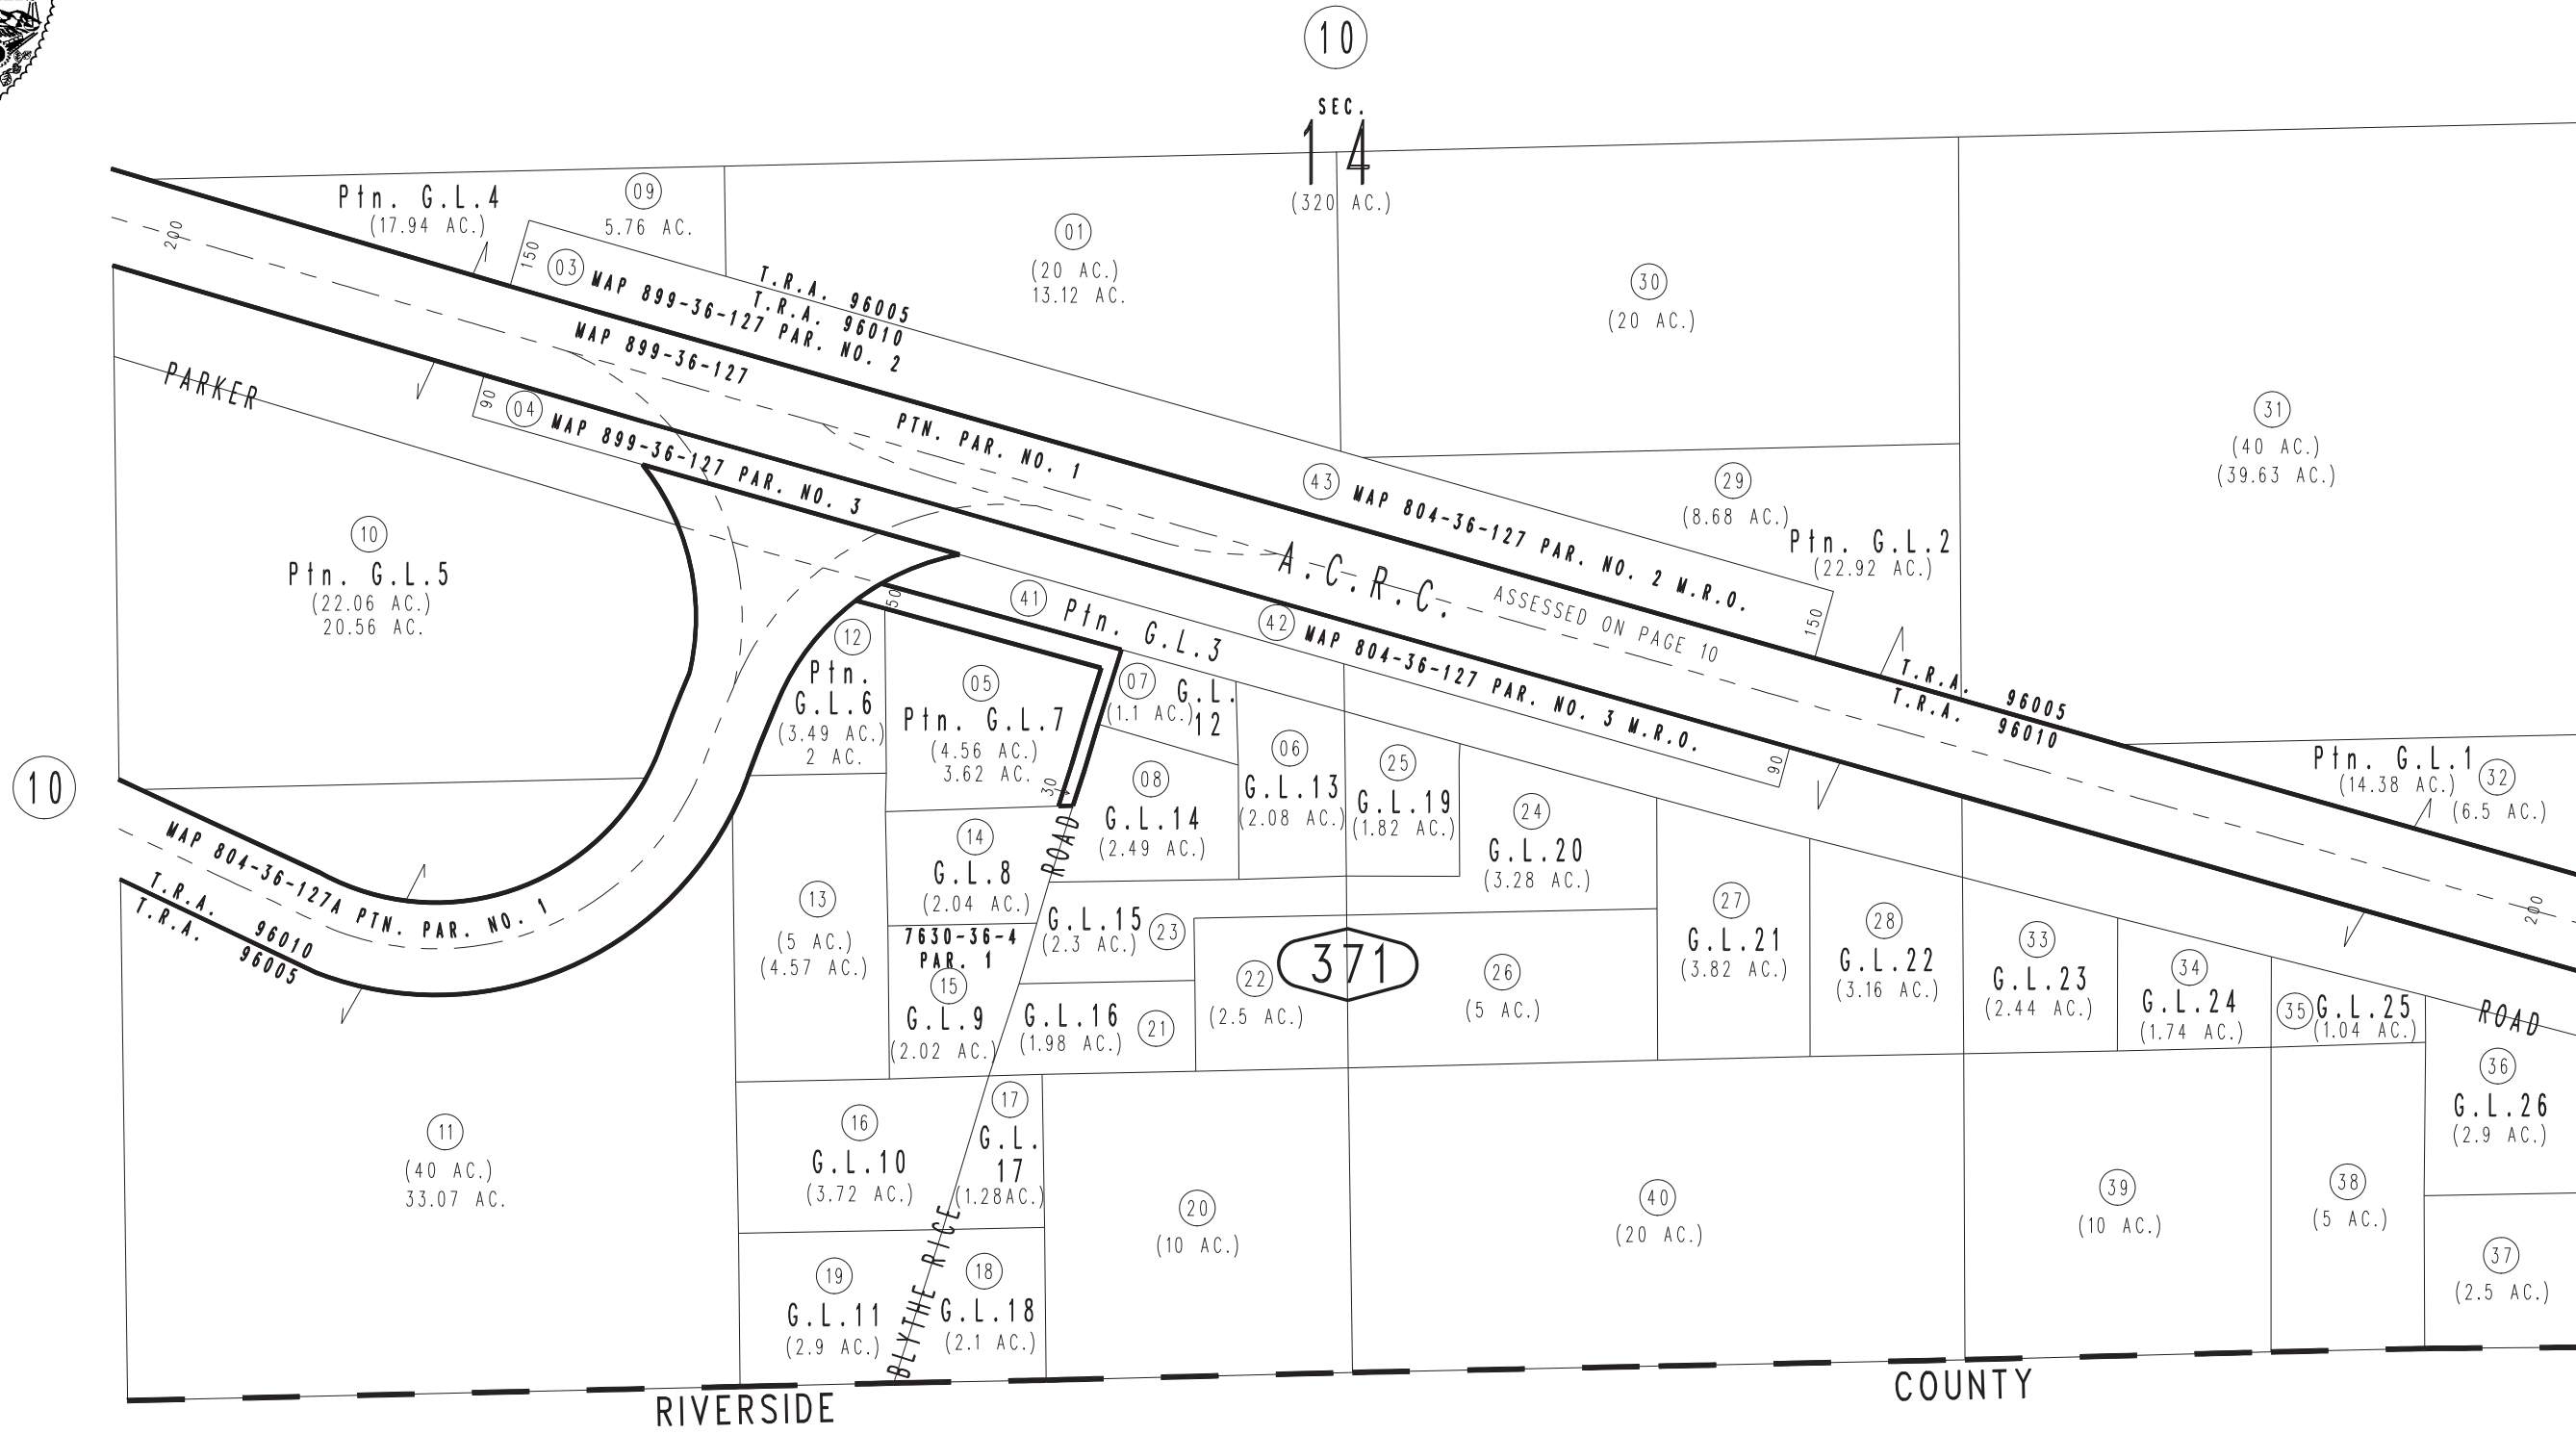 10
SEC.
14
(320 AC.)
Ptn. G.L.4
(17.94 AC.)
09
5.76 AC.
200
150
03
MAP 899-36-127 PAR. NO. 2
T.R.A. 96005
T.R.A. 96010
01
(20 AC.)
13.12 AC.
30
(20 AC.)
31
(40 AC.)
(39.63 AC.)
MAP 899-36-127
PTN. PAR. NO. 1
PARKER
90
04
MAP 899-36-127 PAR. NO. 3
43
MAP 804-36-127 PAR. NO. 2 M.R.O.
150
29
(8.68 AC.)
Ptn. G.L.2
(22.92 AC.)
A.C.R.C.
ASSESSED ON PAGE 10
10
Ptn. G.L.5
(22.06 AC.)
20.56 AC.
50
41
Ptn. G.L.3
42
MAP 804-36-127 PAR. NO. 3 M.R.O.
90
T.R.A. 96005
T.R.A. 96010
12
Ptn.
G.L.6
(3.49 AC.)
2 AC.
05
Ptn. G.L.7
(4.56 AC.)
3.62 AC.
30
07
G.L.
12
(1.1 AC.)
06
G.L.13
(2.08 AC.)
25
G.L.19
(1.82 AC.)
24
G.L.20
(3.28 AC.)
Ptn. G.L.1
(14.38 AC.)
32
(6.5 AC.)
200
10
08
G.L.14
(2.49 AC.)
ROAD
14
G.L.8
(2.04 AC.)
MAP 804-36-127A PTN. PAR. NO. 1
T.R.A. 96010
T.R.A. 96005
13
(5 AC.)
(4.57 AC.)
7630-36-4
PAR. 1
15
G.L.9
(2.02 AC.)
G.L.15
(2.3 AC.)
23
G.L.16
(1.98 AC.)
21
22
(2.5 AC.)
371
26
(5 AC.)
27
G.L.21
(3.82 AC.)
28
G.L.22
(3.16 AC.)
33
G.L.23
(2.44 AC.)
34
G.L.24
(1.74 AC.)
35
G.L.25
(1.04 AC.)
ROAD
36
G.L.26
(2.9 AC.)
11
(40 AC.)
33.07 AC.
16
G.L.10
(3.72 AC.)
17
G.L.
17
(1.28AC.)
20
(10 AC.)
40
(20 AC.)
39
(10 AC.)
38
(5 AC.)
37
(2.5 AC.)
19
G.L.11
(2.9 AC.)
18
G.L.18
(2.1 AC.)
BLYTHE RICE
RIVERSIDE
COUNTY